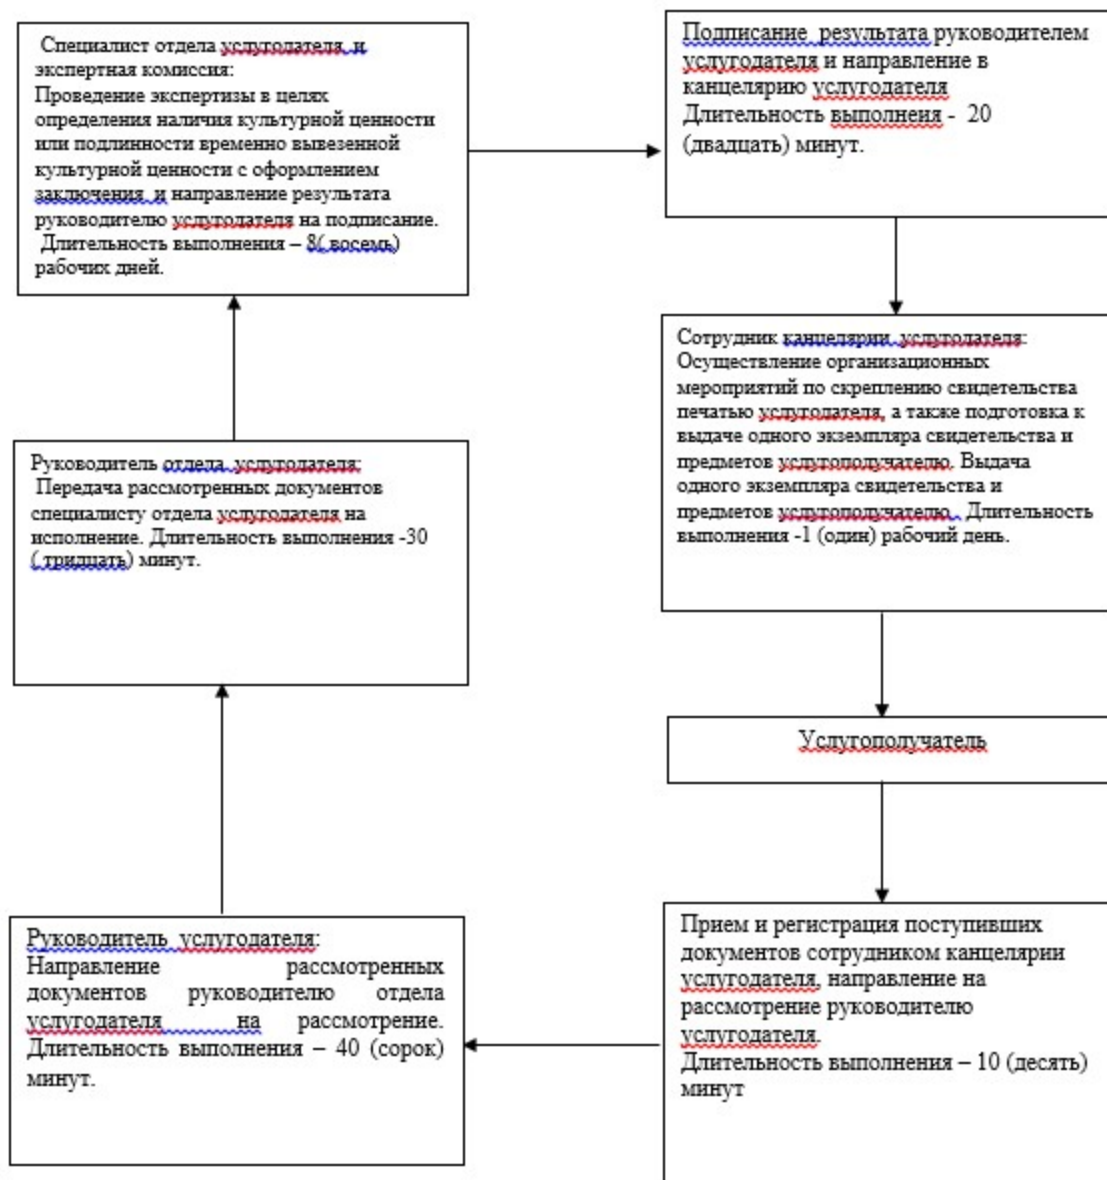 Специалист отдела услугодателя и
экспертная комиссия:
Проведение экспертизы в целях
определения наличия культурной ценности
или подлинности временно вывезенной
культурной ценности с оформлением
заключения и направление результата
руководителю услугодателя на подписание.
Длительность выполнения – 8( восемь)
рабочих дней.
Подписание результата руководителем
услугодателя и направление в
канцелярию услугодателя
Длительность выполнеия - 20
(двадцать) минут.
Сотрудник канцелярии услугодателя:
Осуществление организационных
мероприятий по скреплению свидетельства
печатью услугодателя, а также подготовка к
выдаче одного экземпляра свидетельства и
предметов услугополучателю. Выдача
одного экземпляра свидетельства и
предметов услугополучателю . Длительность
выполнения -1 (один) рабочий день.
Руководитель отдела услугодателя:
Передача рассмотренных документов
специалисту отдела услугодателя на
исполнение. Длительность выполнения -30
( тридцать) минут.
Услугополучатель
Руководитель услугодателя:
Направление рассмотренных
документов руководителю отдела
услугодателя на рассмотрение.
Длительность выполнения – 40 (сорок)
минут.
Прием и регистрация поступивших
документов сотрудником канцелярии
услугодателя, направление на
рассмотрение руководителю
услугодателя.
Длительность выполнения – 10 (десять)
минут